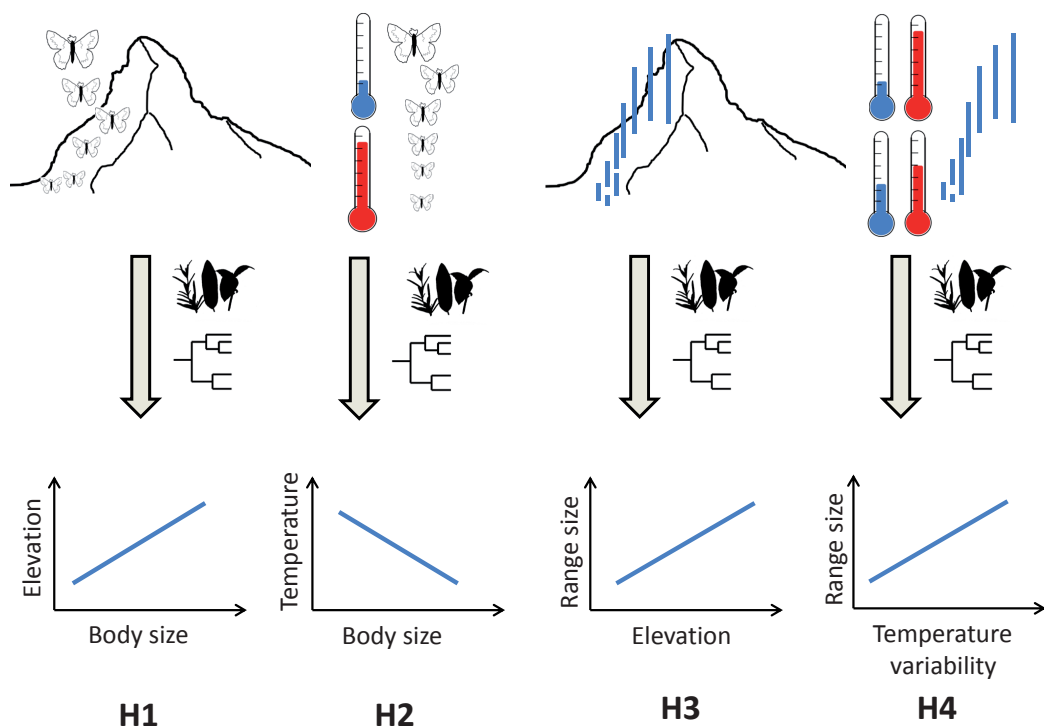 Elevation
Body size
H1
Temperature
Body size
H2
Range size
Elevation
H3
Range size
Temperature
variability
H4